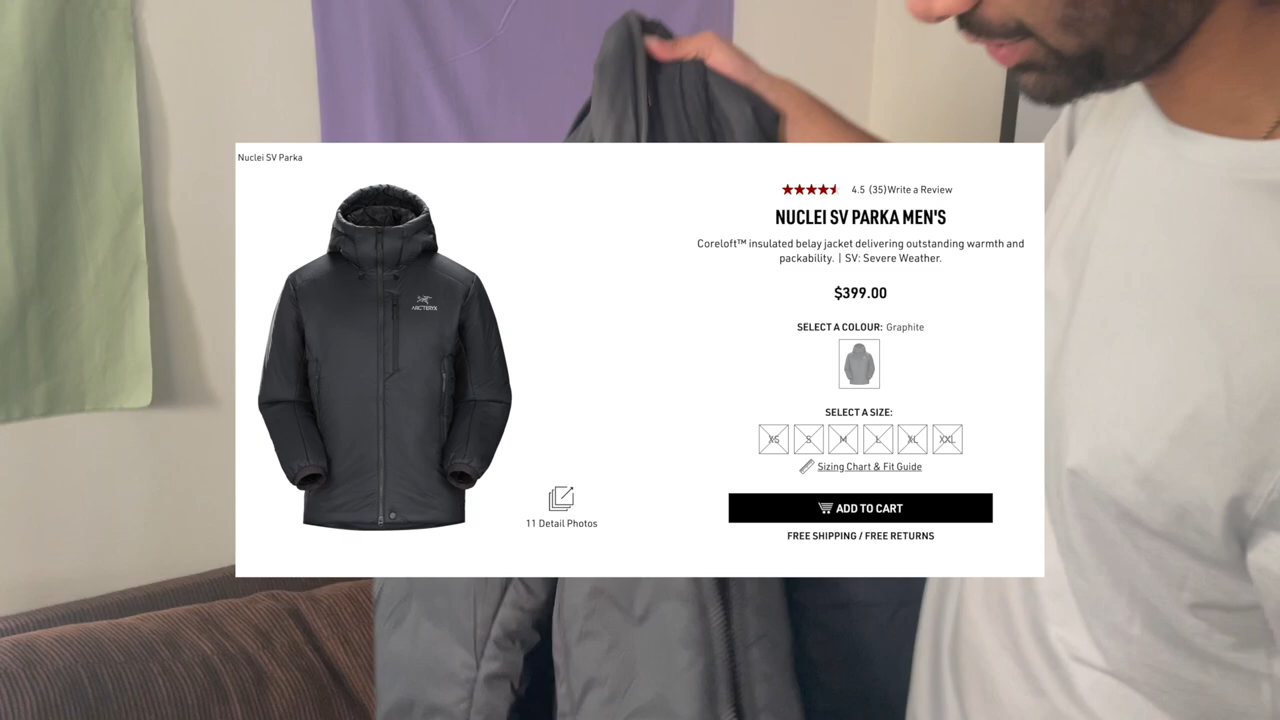 Nuclei SV Parka
4.5 (35)Write a Review
NUCLEI SV PARKA MEN'S
Coreloft™ insulated belay jacket delivering outstanding warmth and
packability. | SV: Severe Weather.
$399.00
SELECT A COLOUR: Graphite
ARC'TERYX
SELECT A SIZE:
XS S M L XL XXL
Sizing Chart & Fit Guide
ADD TO CART
11 Detail Photos
FREE SHIPPING / FREE RETURNS